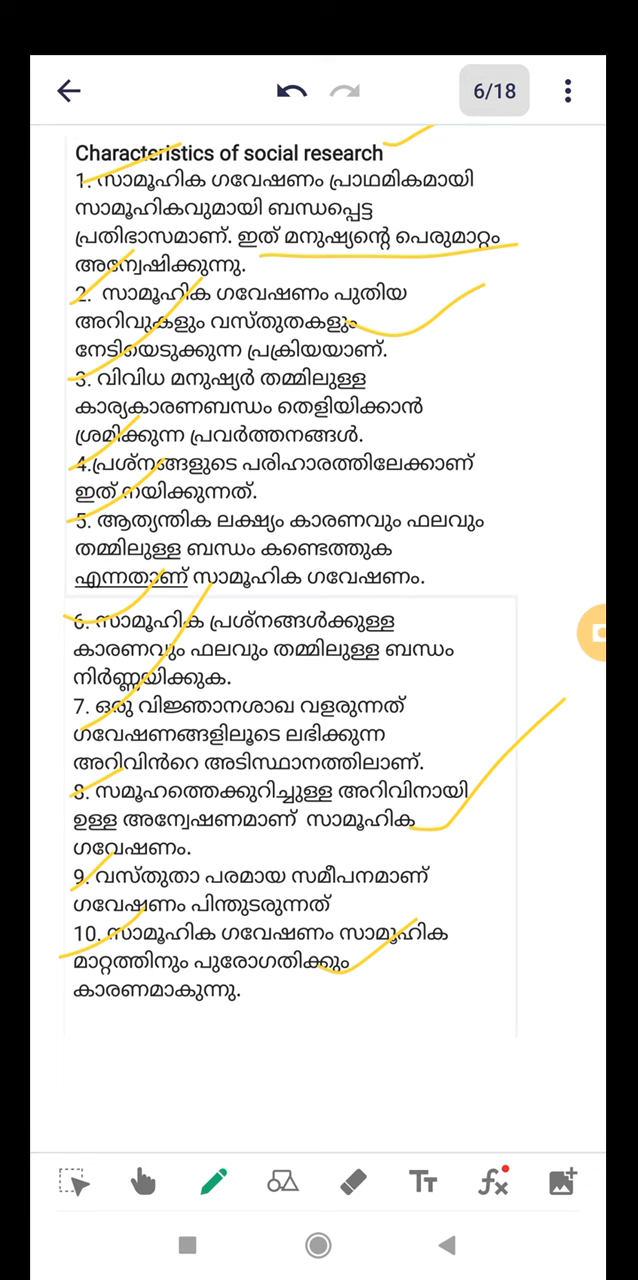 6/18
Characteristics of social research
1. സാമൂഹിക ഗവേഷണം പ്രാഥമികമായി
സാമൂഹികവുമായി ബന്ധപ്പെട്ട
പ്രതിഭാസമാണ്. ഇത് മനുഷ്യന്റെ പെരുമാറ്റം
അന്വേഷിക്കുന്നു.
2. സാമൂഹിക ഗവേഷണം പുതിയ
അറിവുകളും വസ്തുതകളും
നേടിയെടുക്കുന്ന പ്രക്രിയയാണ്.
3. വിവിധ മനുഷ്യർ തമ്മിലുള്ള
കാര്യകാരണബന്ധം തെളിയിക്കാൻ
ശ്രമിക്കുന്ന പ്രവർത്തനങ്ങൾ.
4.പ്രശ്നങ്ങളുടെ പരിഹാരത്തിലേക്കാണ്
ഇത് നയിക്കുന്നത്.
5. ആത്യന്തിക ലക്ഷ്യം കാരണവും ഫലവും
തമ്മിലുള്ള ബന്ധം കണ്ടെത്തുക
എന്നതാണ് സാമൂഹിക ഗവേഷണം.
6. സാമൂഹിക പ്രശ്നങ്ങൾക്കുള്ള
കാരണവും ഫലവും തമ്മിലുള്ള ബന്ധം
നിർണ്ണയിക്കുക.
7. ഒരു വിജ്ഞാനശാഖ വളരുന്നത്
ഗവേഷണങ്ങളിലൂടെ ലഭിക്കുന്ന
അറിവിൻറെ അടിസ്ഥാനത്തിലാണ്.
8. സമൂഹത്തെക്കുറിച്ചുള്ള അറിവിനായി
ഉള്ള അന്വേഷണമാണ് സാമൂഹിക
ഗവേഷണം.
9. വസ്തുതാ പരമായ സമീപനമാണ്
ഗവേഷണം പിന്തുടരുന്നത്
10. സാമൂഹിക ഗവേഷണം സാമൂഹിക
മാറ്റത്തിനും പുരോഗതിക്കും
കാരണമാകുന്നു.
TT
fx